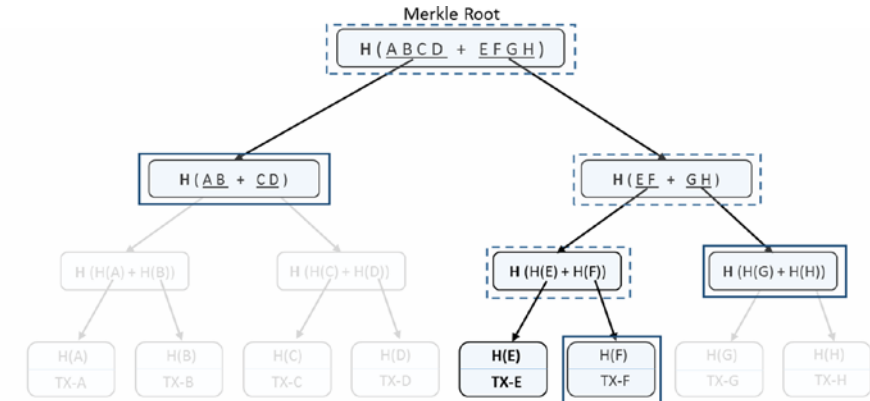 Merkle Root
H ( ABCD + EFGH )
H ( AB + CD )
H ( EF + GH )
H (H(A) + H(B))
H (H(C) + H(D))
H (H(E) + H(F))
H (H(G) + H(H))
H(A)
TX-A
H(B)
TX-B
H(C)
TX-C
H(D)
TX-D
H(E)
TX-E
H(F)
TX-F
H(G)
TX-G
H(H)
TX-H